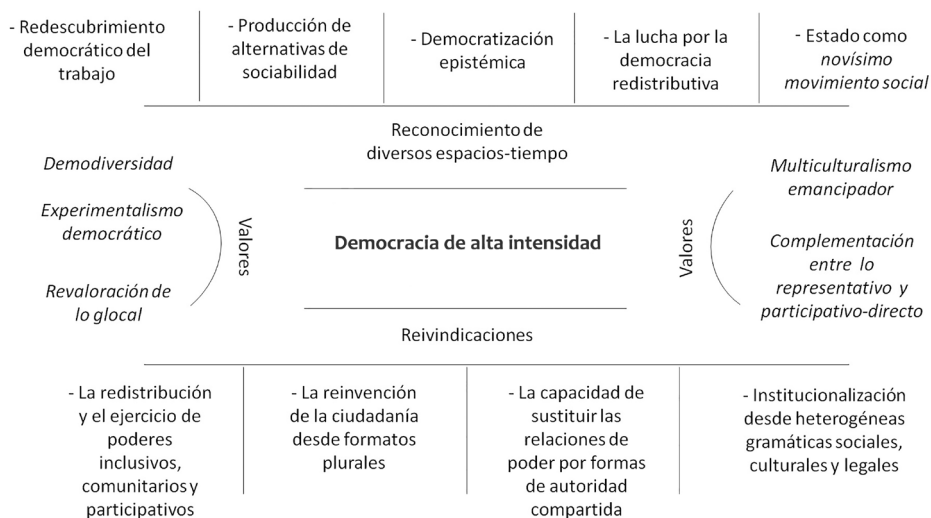 - Redescubrimiento
democrático del
trabajo
- Producción de
alternativas de
sociabilidad
- Democratización
epistémica
- La lucha por la
democracia
redistributiva
- Estado como
novísimo
movimiento social
Reconocimiento de
diversos espacios-tiempo
Demodiversidad
Experimentalismo
democrático
Revaloración de
lo glocal
Valores
Democracia de alta intensidad
Valores
Multiculturalismo
emancipador
Complementación
entre lo
representativo y
participativo-directo
Reivindicaciones
- La redistribución
y el ejercicio de
poderes
inclusivos,
comunitarios y
participativos
- La reinvención
de la ciudadanía
desde formatos
plurales
- La capacidad de
sustituir las
relaciones de
poder por formas
de autoridad
compartida
- Institucionalización
desde heterogéneas
gramáticas sociales,
culturales y legales